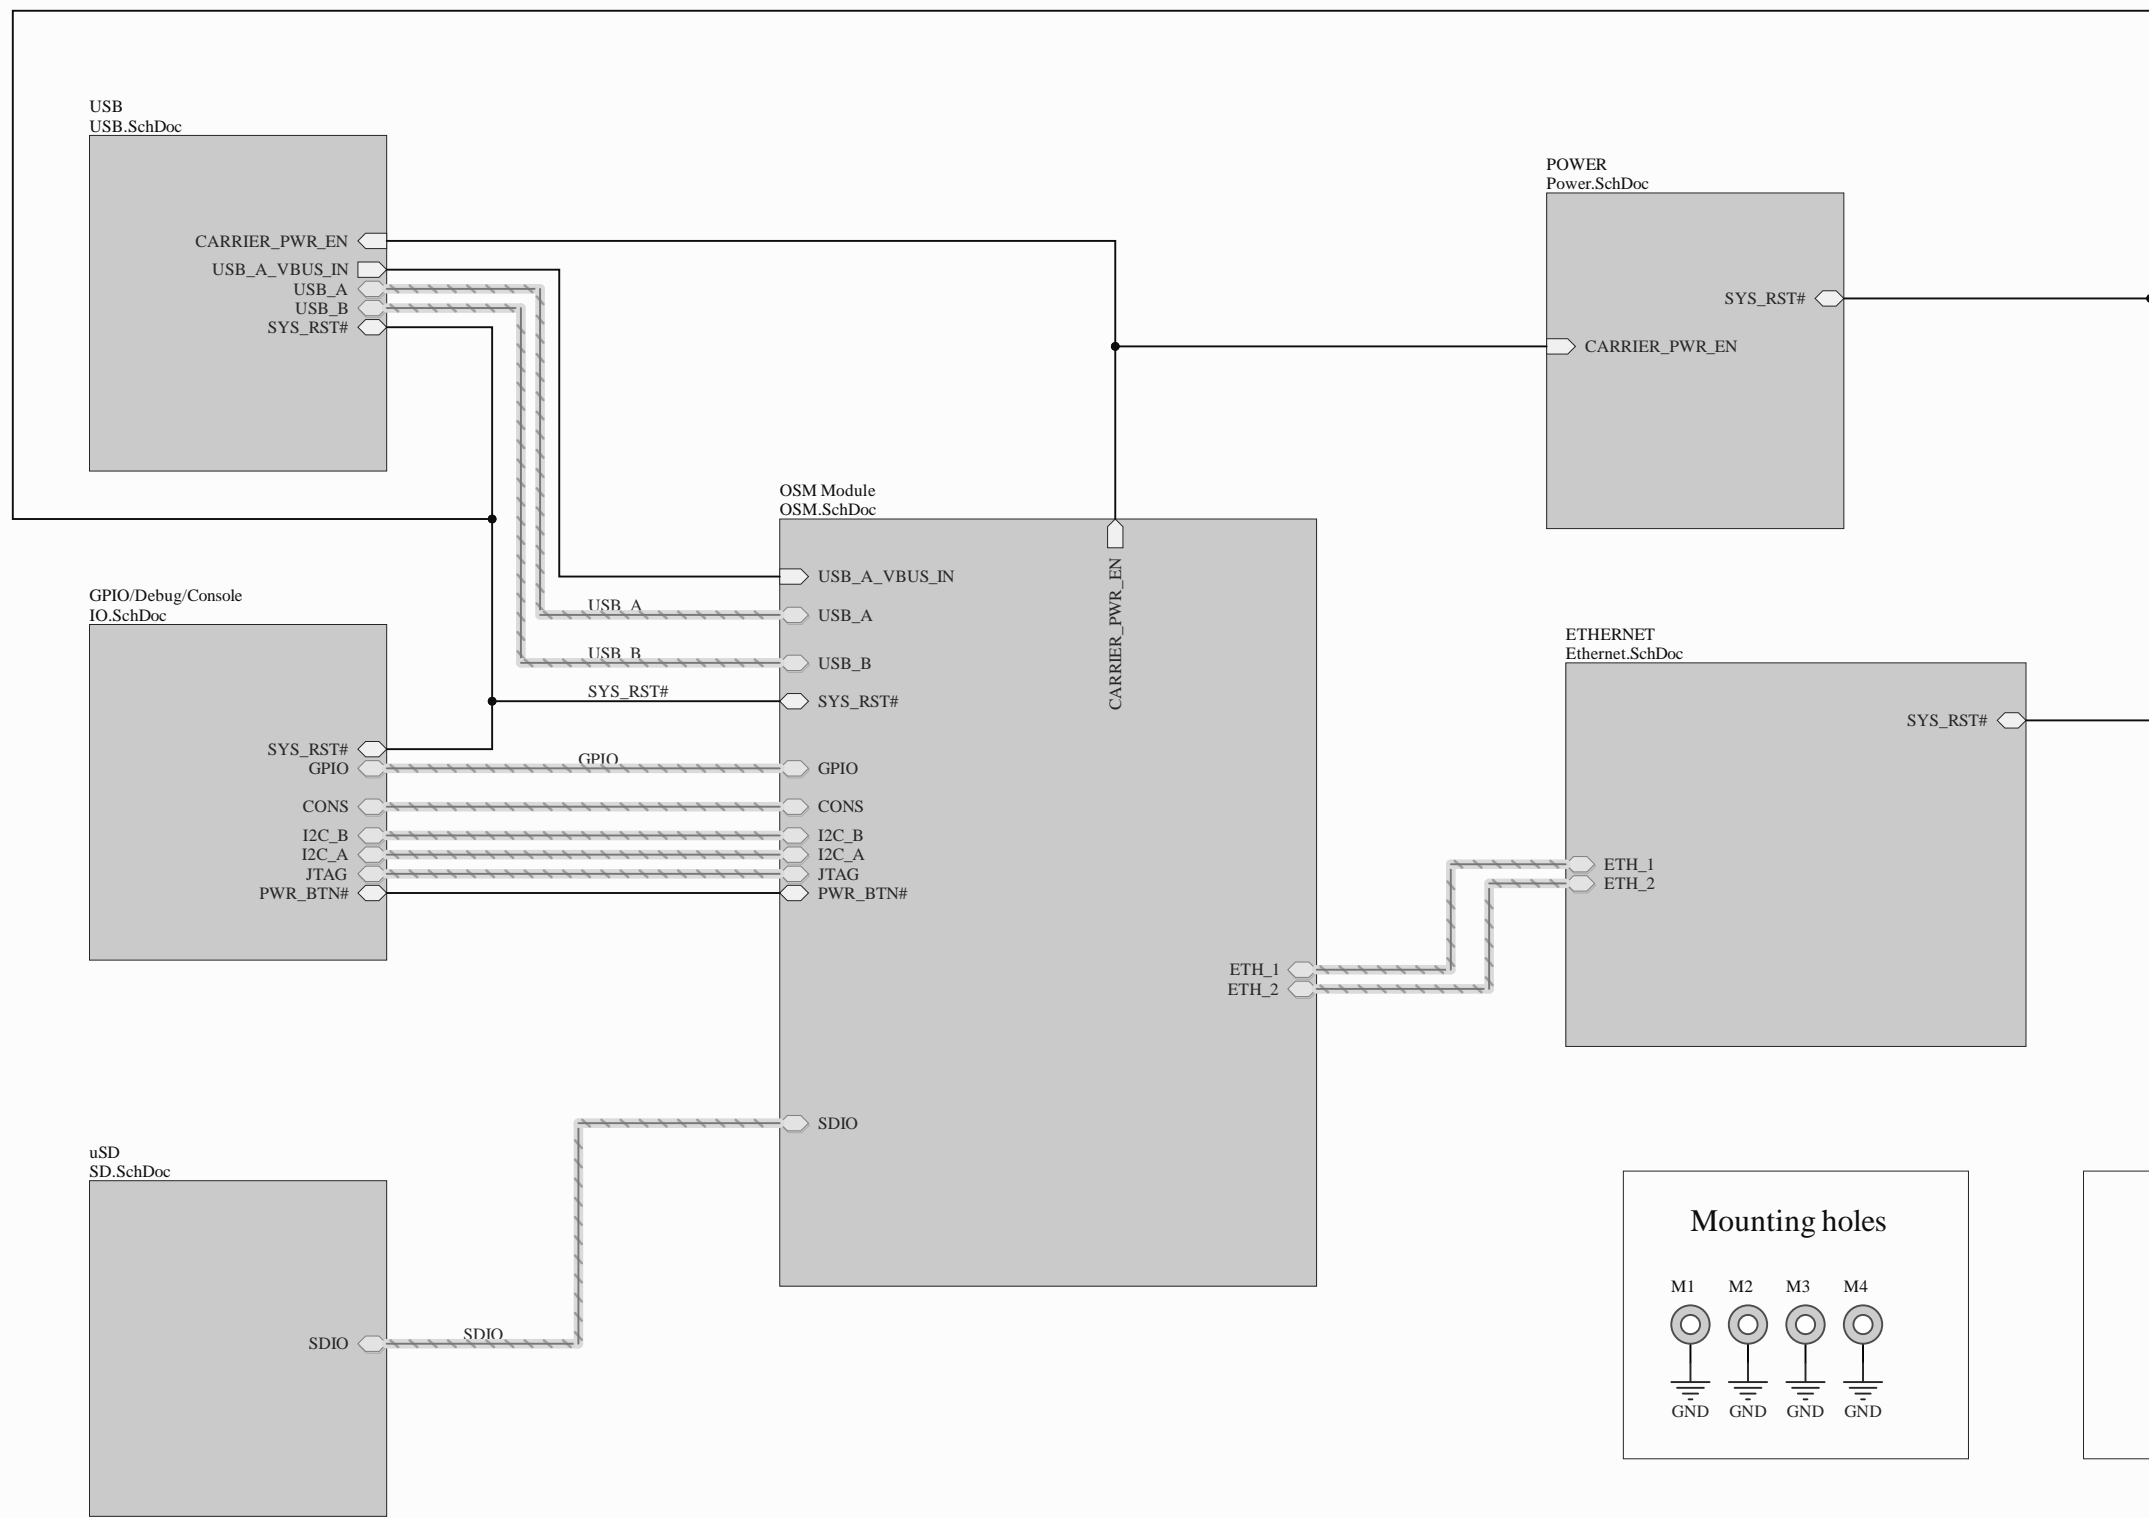 USB
USB.SchDoc
CARRIER_PWR_EN
USB_A_VBUS_IN
USB_A
USB_B
SYS_RST#
POWER
Power.SchDoc
SYS_RST#
CARRIER_PWR_EN
GPIO/Debug/Console
IO.SchDoc
SYS_RST#
GPIO
CONS
I2C_B
I2C_A
JTAG
PWR_BTN#
USB_A
USB_B
SYS_RST#
GPIO
OSM Module
OSM.SchDoc
CARRIER_PWR_EN
USB_A_VBUS_IN
USB_A
USB_B
SYS_RST#
GPIO
CONS
I2C_B
I2C_A
JTAG
PWR_BTN#
ETH_1
ETH_2
SDIO
ETHERNET
Ethernet.SchDoc
SYS_RST#
ETH_1
ETH_2
uSD
SD.SchDoc
SDIO
SDIO
Mounting holes
M1 M2 M3 M4
GND GND GND GND